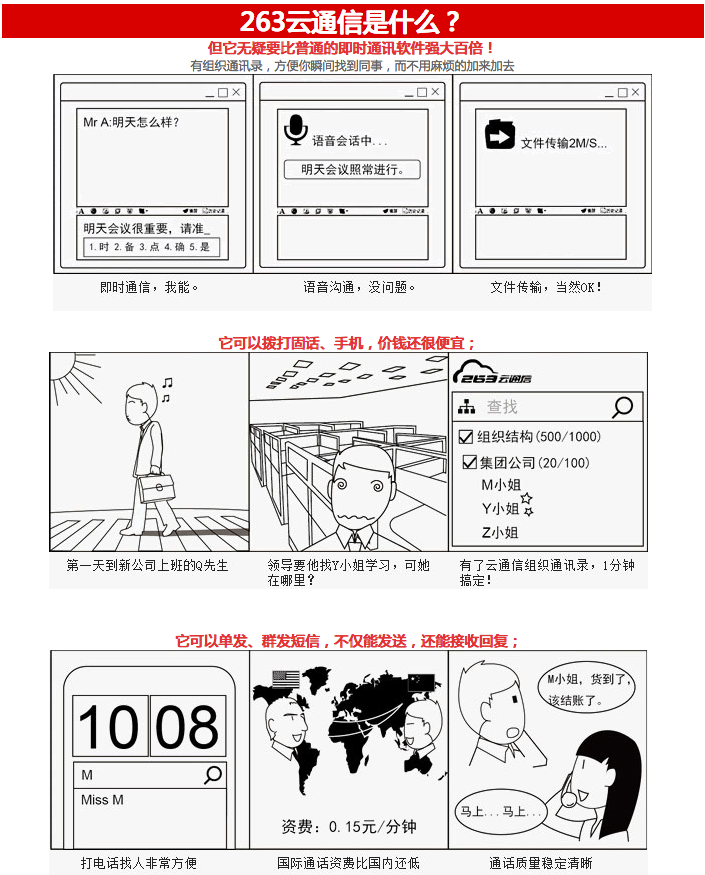 263云通信是什么？
但它无疑要比普通的即时通讯软件强大百倍！
有组织通讯录，方便你瞬间找到同事，而不用麻烦的加来加去
Mr A:明天怎么样?
明天会议很重要，请准_
1.时 2.备 3.点 4.确 5.是
语音会话中...
明天会议照常进行。
文件传输2M/S...
即时通信，我能。
语音沟通，没问题。
文件传输，当然OK！
它可以拨打固话、手机，价钱还很便宜；
263云通信
查找
组织结构(500/1000)
集团公司(20/100)
M小姐
Y小姐
Z小姐
第一天到新公司上班的Q先生
领导要他找Y小姐学习，可她
在哪里？
有了云通信组织通讯录，1分钟
搞定！
它可以单发、群发短信，不仅能发送，还能接收回复；
10 08
M
Miss M
资费：0.15元/分钟
M小姐，货到了，
该结账了。
马上...马上...
打电话找人非常方便
国际通话资费比国内还低
通话质量稳定清晰